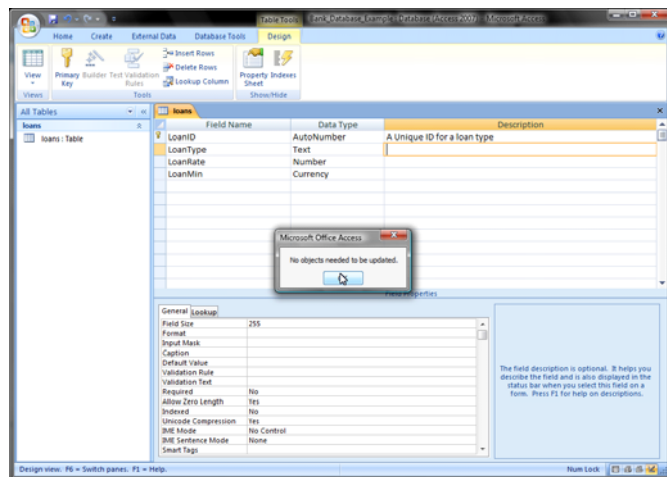 Table Tools
Bank_Database_Example : Database (Access 2007) - Microsoft Access
Home Create External Data Database Tools Design
View
Primary Key
Builder
Test Validation Rules
Insert Rows
Delete Rows
Lookup Column
Property Sheet
Indexes
Views Tools Show/Hide
All Tables
loans
loans : Table
loans
Field Name Data Type Description
LoanID AutoNumber A Unique ID for a loan type
LoanType Text
LoanRate Number
LoanMin Currency
Microsoft Office Access
No objects needed to be updated.
Field Properties
General Lookup
Field Size 255
Format
Input Mask
Caption
Default Value
Validation Rule
Validation Text
Required No
Allow Zero Length Yes
Indexed No
Unicode Compression Yes
IME Mode No Control
IME Sentence Mode None
Smart Tags
The field description is optional. It helps you
describe the field and is also displayed in the
status bar when you select this field on a
form. Press F1 for help on descriptions.
Design view. F6 = Switch panes. F1 = Help.
Num Lock